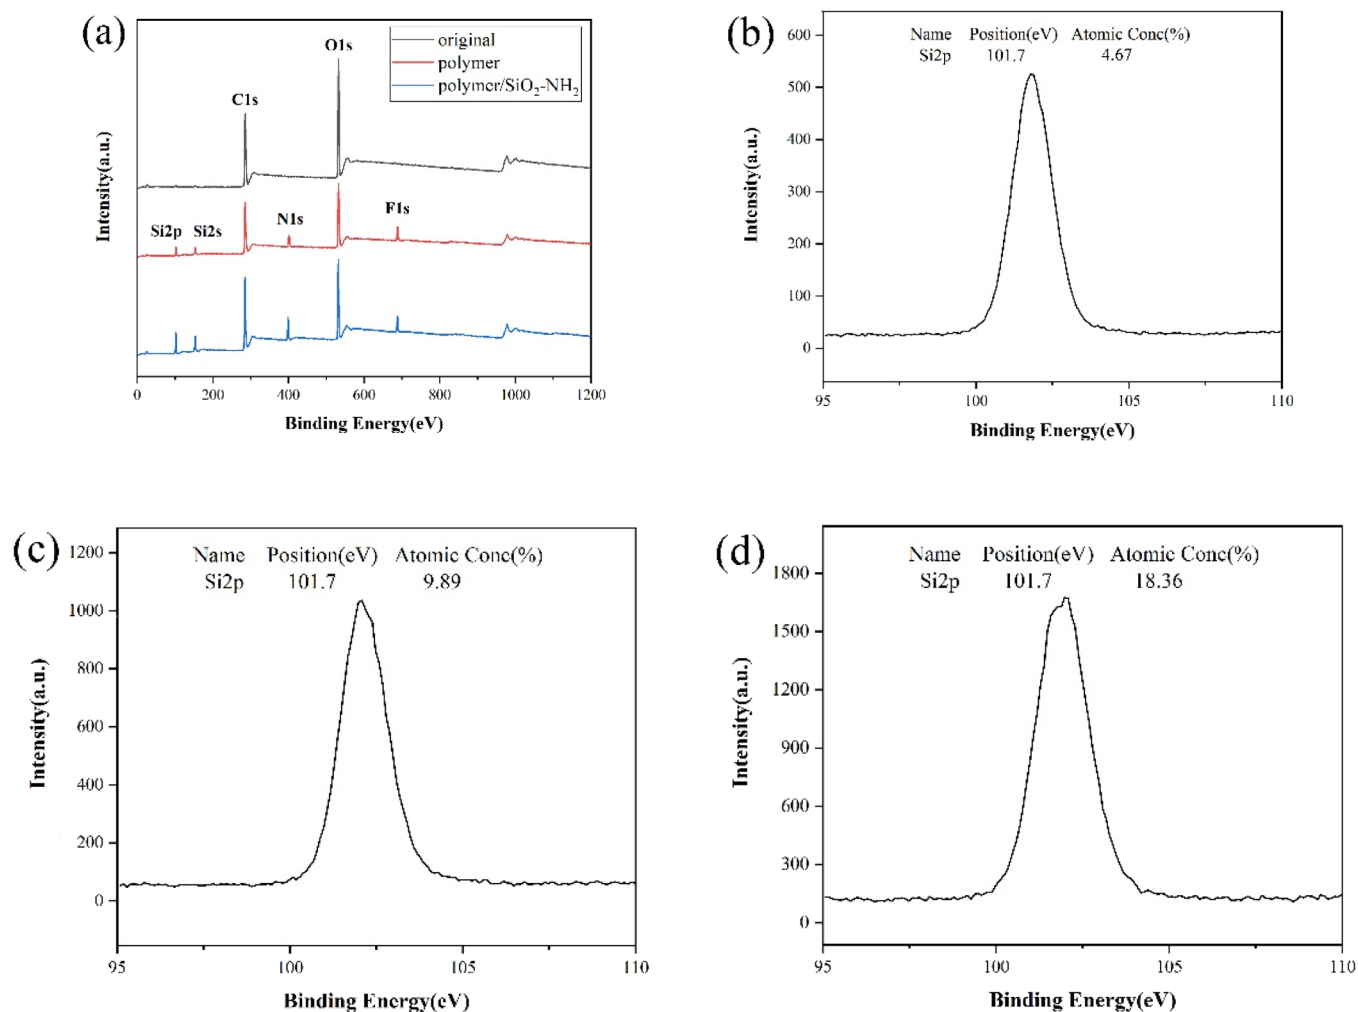 (a)
original
polymer
polymer/SiO₂-NH₂
O1s
C1s
N1s
F1s
Si2p
Si2s
Intensity(a.u.)
0 200 400 600 800 1000 1200
Binding Energy(eV)
(b)
Name Position(eV) Atomic Conc(%)
Si2p 101.7 4.67
600
500
400
300
200
100
0
Intensity(a.u.)
95 100 105 110
Binding Energy(eV)
(c)
Name Position(eV) Atomic Conc(%)
Si2p 101.7 9.89
1200
1000
800
600
400
200
0
Intensity(a.u.)
95 100 105 110
Binding Energy(eV)
(d)
Name Position(eV) Atomic Conc(%)
Si2p 101.7 18.36
1800
1500
1200
900
600
300
0
Intensity(a.u.)
95 100 105 110
Binding Energy(eV)